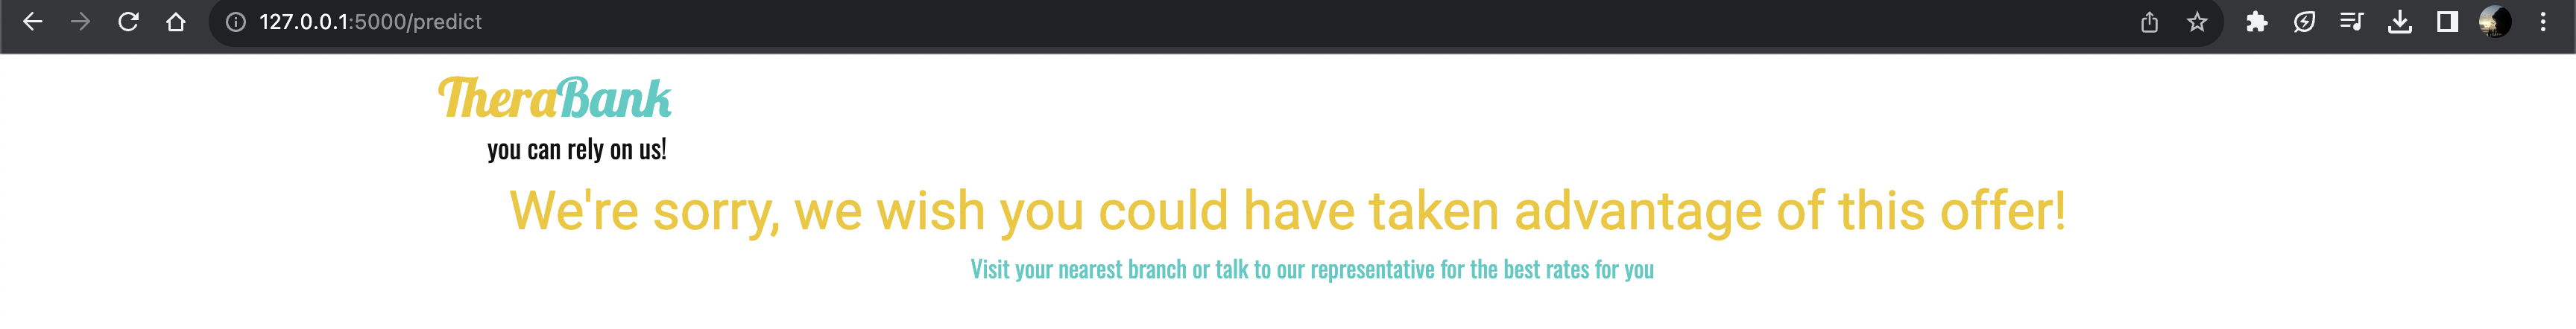 127.0.0.1:5000/predict
TheraBank
you can rely on us!
We're sorry, we wish you could have taken advantage of this offer!
Visit your nearest branch or talk to our representative for the best rates for you